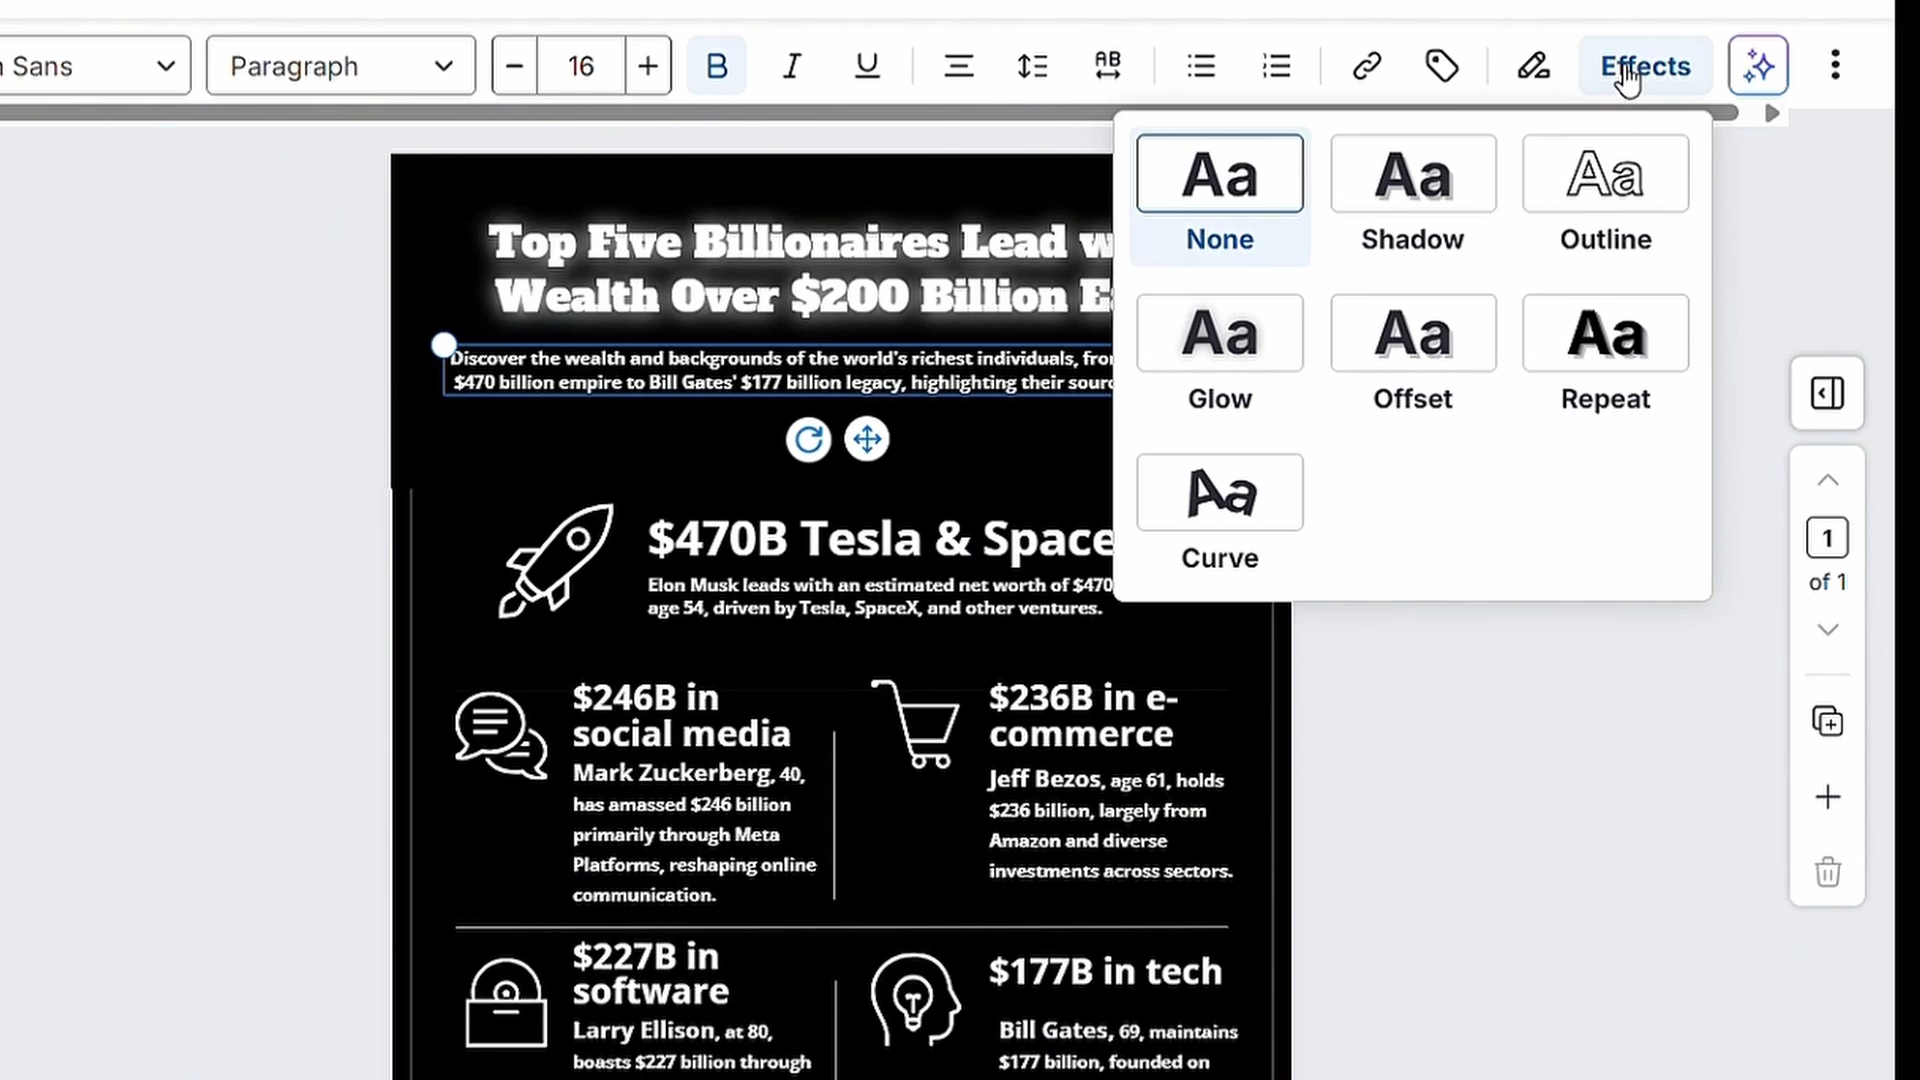 Sans
Paragraph
16
B
I
U
AB
Effects
Aa
Aa
Aa
None
Shadow
Outline
Aa
Aa
Aa
Glow
Offset
Repeat
Aa
Curve
Top Five Billionaires Lead
Wealth Over $200 Billion
Discover the wealth and backgrounds of the world's richest individuals,
$470 billion empire to Bill Gates' $177 billion legacy, highlighting their
$470B Tesla & Space
Elon Musk leads with an estimated net worth of $470
age 54, driven by Tesla, SpaceX, and other ventures.
$246B in
social media
Mark Zuckerberg, 40,
has amassed $246 billion
primarily through Meta
Platforms, reshaping online
communication.
$236B in e-
commerce
Jeff Bezos, age 61, holds
$236 billion, largely from
Amazon and diverse
investments across sectors.
$227B in
software
Larry Ellison, at 80,
boasts $227 billion through
$177B in tech
Bill Gates, 69, maintains
$177 billion, founded on
1
of 1